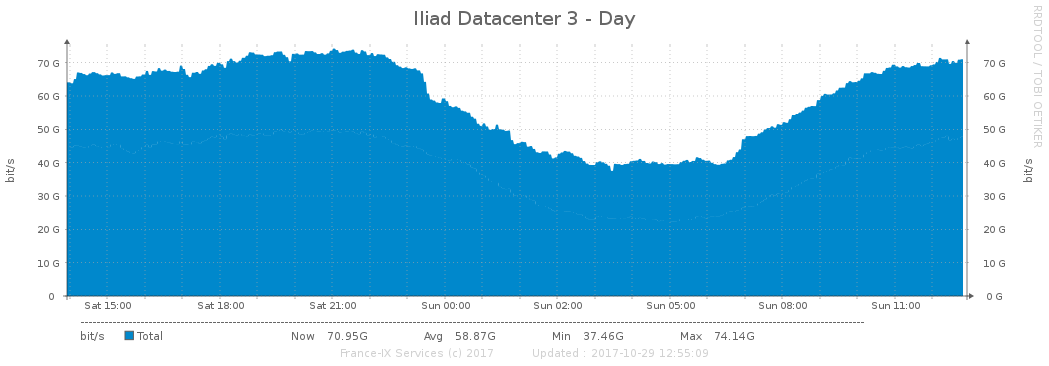 Iliad Datacenter 3 - Day
RRDTOOL / TOBI OETIKER
bit/s
70 G
60 G
50 G
40 G
30 G
20 G
10 G
0
70 G
60 G
50 G
40 G
30 G
20 G
10 G
0 G
bit/s
Sat 15:00 Sat 18:00 Sat 21:00 Sun 00:00 Sun 02:00 Sun 05:00 Sun 08:00 Sun 11:00
bit/s Total Now 70.95G Avg 58.87G Min 37.46G Max 74.14G
France-IX Services (c) 2017 Updated : 2017-10-29 12:55:09